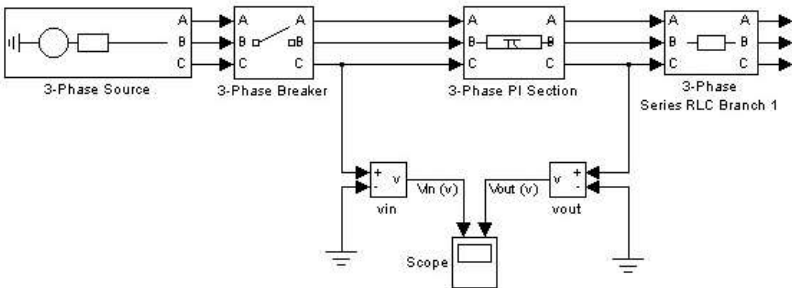 A A A A A A
B B B B B B
C C C C C C
3-Phase Source
3-Phase Breaker
3-Phase PI Section
3-Phase
Series RLC Branch 1
+ v -
Vin (v)
vin
Vout (v)
v + -
vout
Scope